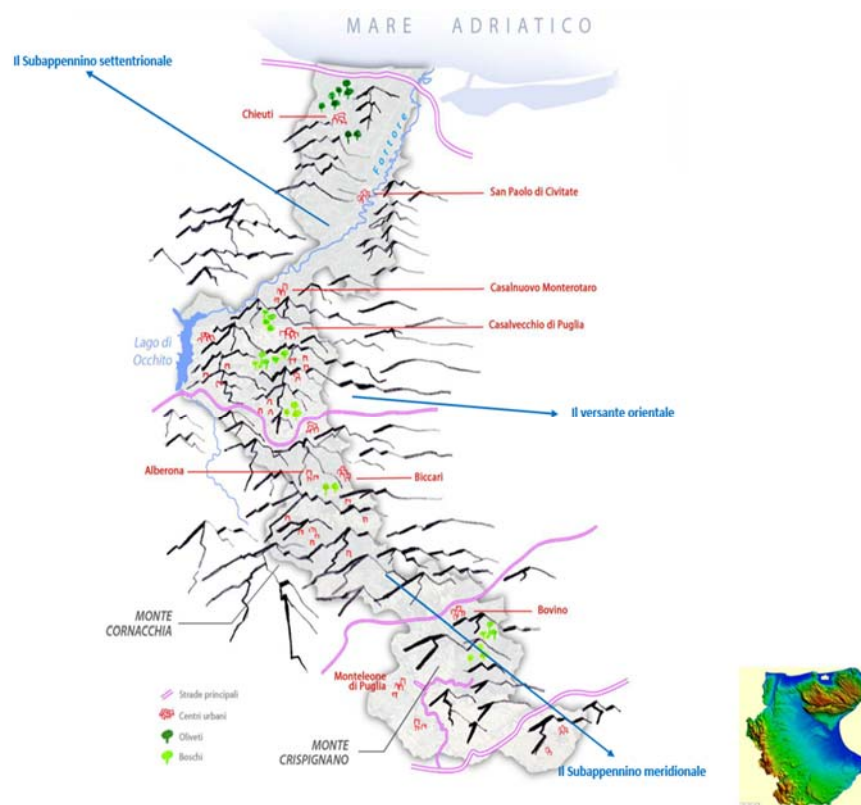 MARE ADRIATICO
Il Subappennino settentrionale
Chieuti
Fortore
San Paolo di Civitate
Casalnuovo Monterotaro
Casalvecchio di Puglia
Lago di
Occhito
Il versante orientale
Alberona
Biccari
MONTE
CORNACCHIA
Bovino
Monteleone
di Puglia
Strade principali
Centri urbani
Oliveti
Boschi
MONTE
CRISPIGNANO
Il Subappennino meridionale